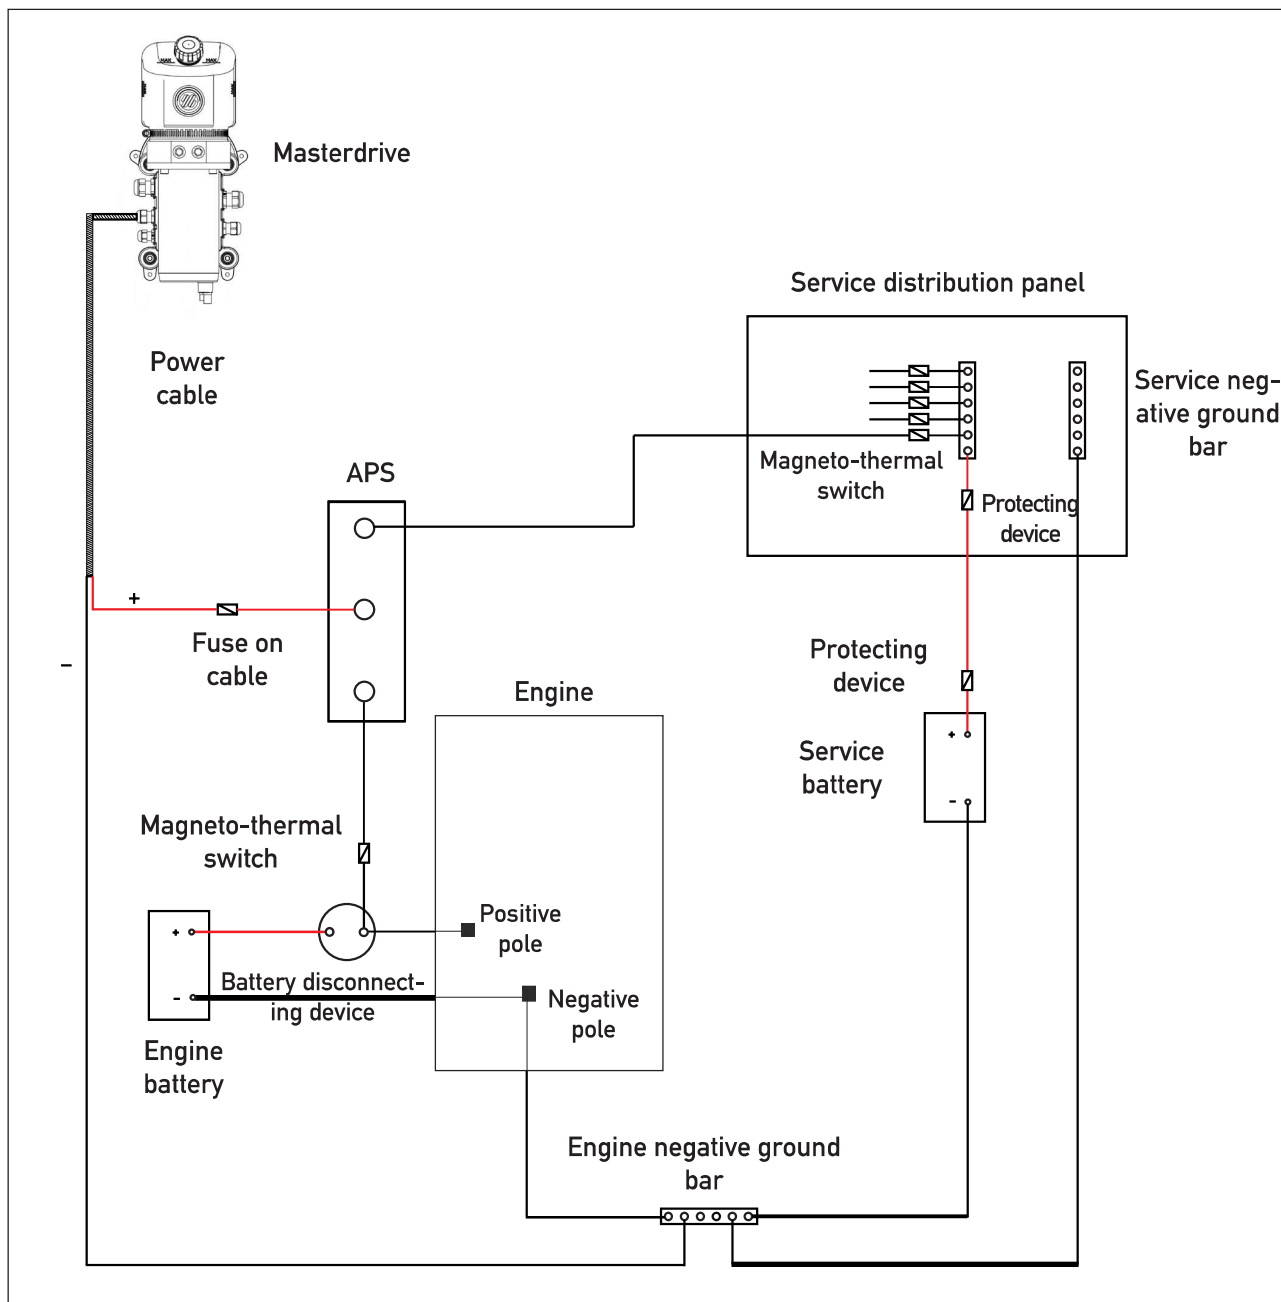 MAX MAX
Masterdrive
Service distribution panel
Power
cable
Service neg-
ative ground
bar
Magneto-thermal
switch
APS
Protecting
device
+
Fuse on
cable
–
Protecting
device
Engine
+
Service
battery
-
Magneto-thermal
switch
Positive
pole
+
Battery disconnect-
ing device
-
Negative
pole
Engine
battery
Engine negative ground
bar